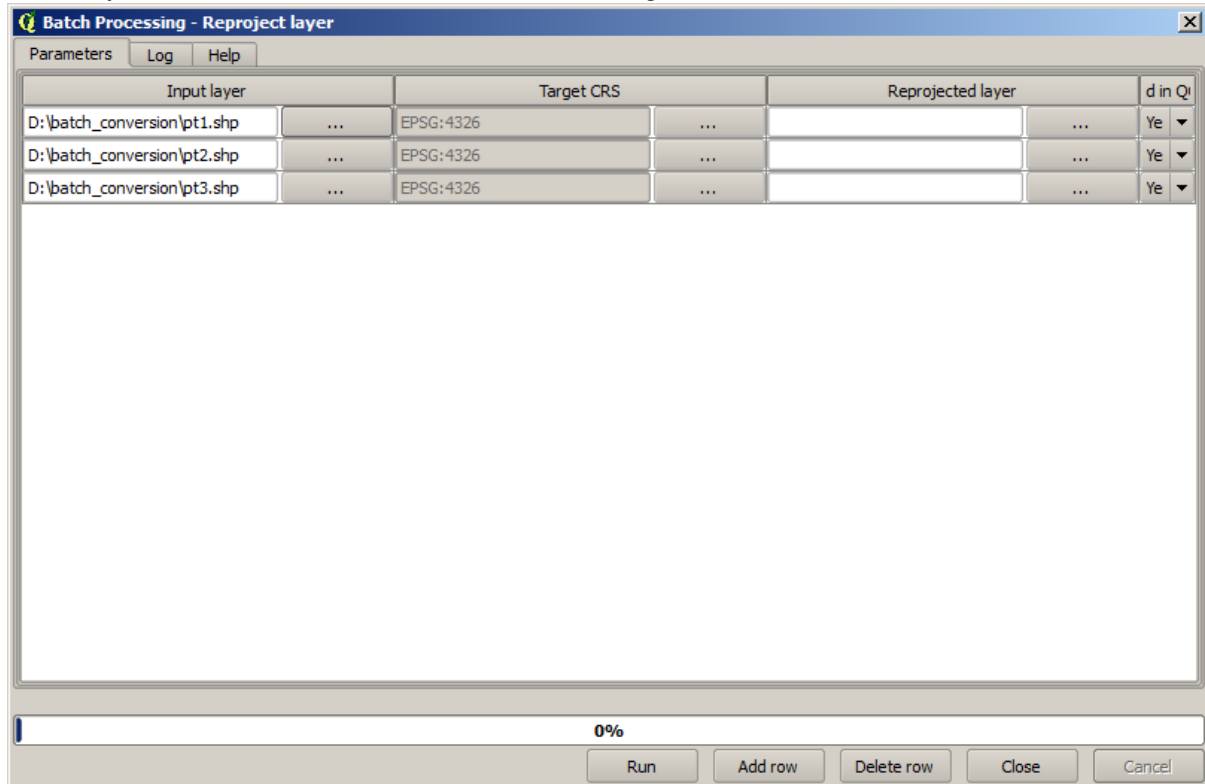 Batch Processing - Reproject layer
Parameters Log Help
Input layer Target CRS Reprojected layer d in Q
D:\batch_conversion\pt1.shp ... EPSG:4326 ... ... Ye
D:\batch_conversion\pt2.shp ... EPSG:4326 ... ... Ye
D:\batch_conversion\pt3.shp ... EPSG:4326 ... ... Ye
0%
Run Add row Delete row Close Cancel